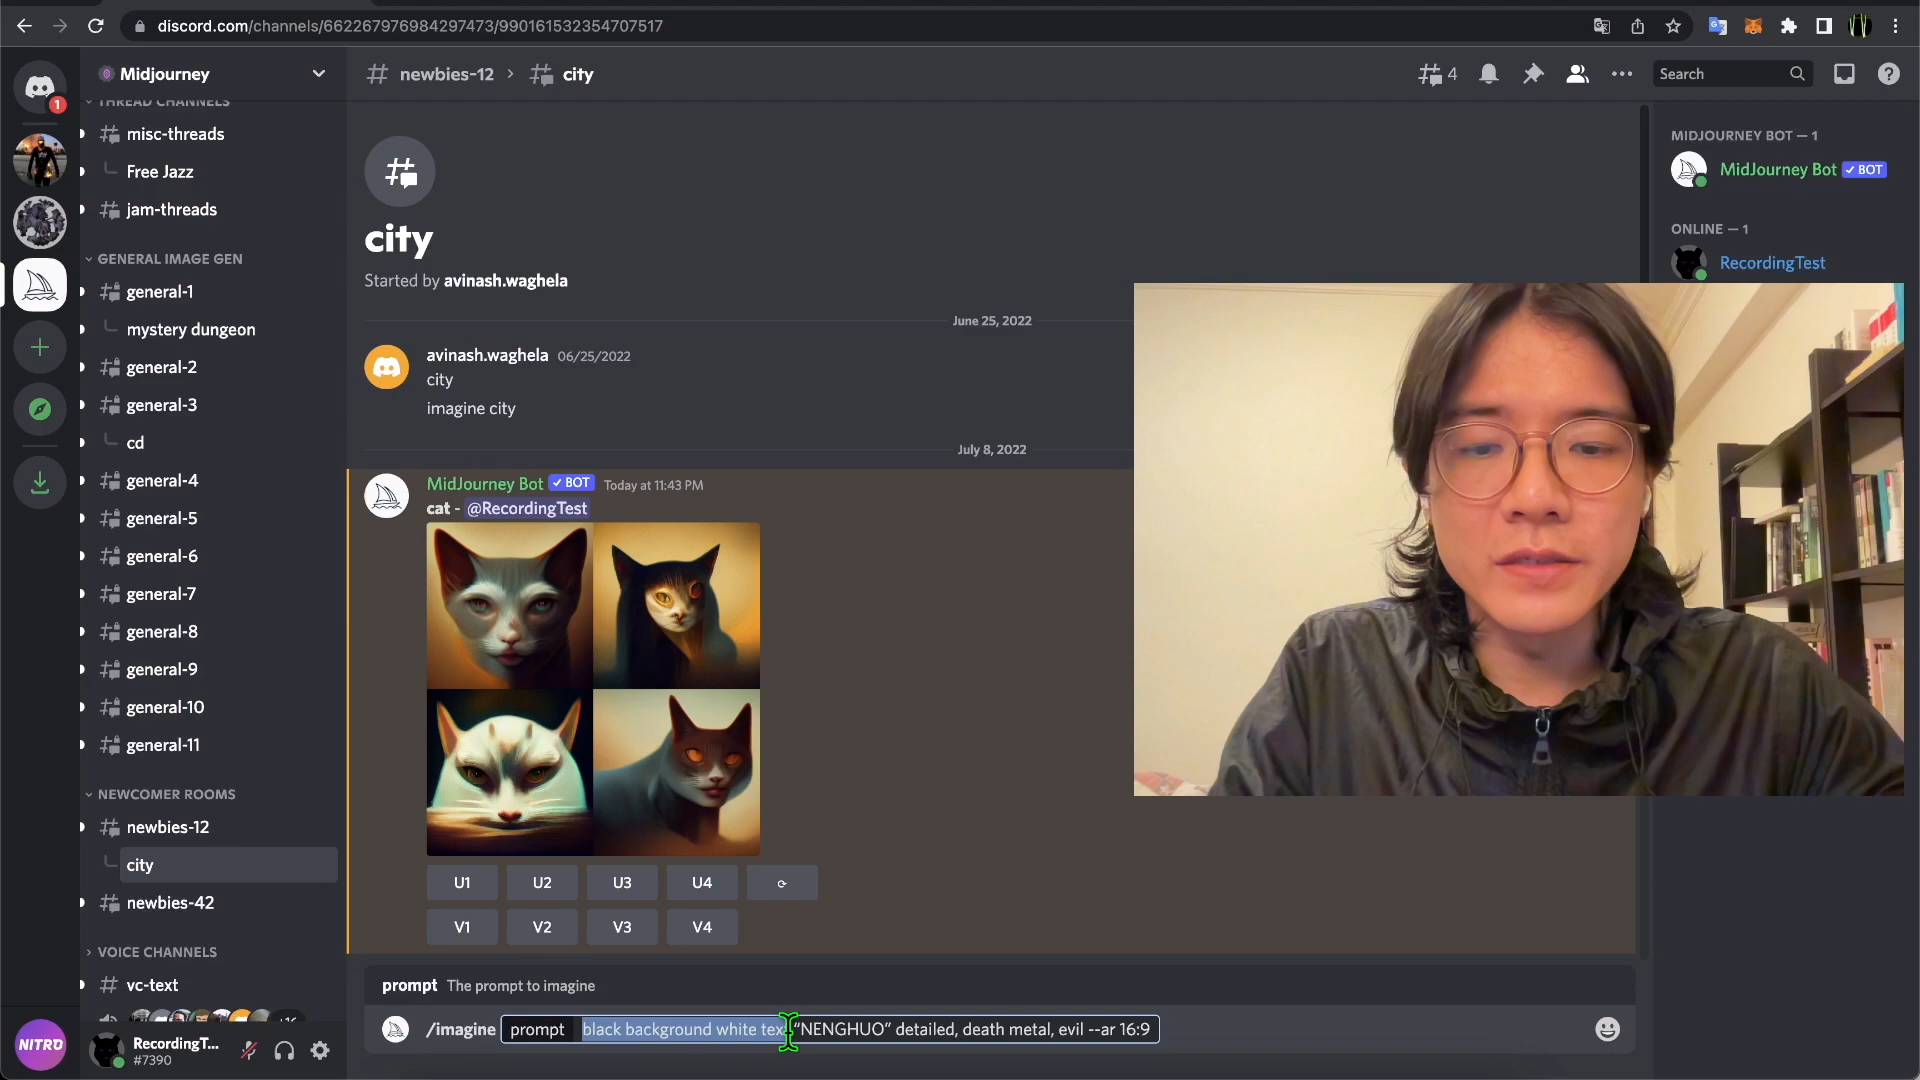 discord.com/channels/662267976984297473/990161532354707517
1
Midjourney
THREAD CHANNELS
misc-threads
Free Jazz
jam-threads
GENERAL IMAGE GEN
general-1
mystery dungeon
general-2
general-3
cd
general-4
general-5
general-6
general-7
general-8
general-9
general-10
general-11
NEWCOMER ROOMS
newbies-12
city
newbies-42
VOICE CHANNELS
vc-text
+16
NITRO
RecordingT...
#7390
newbies-12 > city
4
Search
city
Started by avinash.waghela
June 25, 2022
avinash.waghela 06/25/2022
city
imagine city
July 8, 2022
MidJourney Bot ✓ BOT Today at 11:43 PM
cat - @RecordingTest
U1 U2 U3 U4
V1 V2 V3 V4
prompt The prompt to imagine
/imagine prompt black background white text “NENGHUO” detailed, death metal, evil --ar 16:9
MIDJOURNEY BOT — 1
MidJourney Bot ✓ BOT
ONLINE — 1
RecordingTest